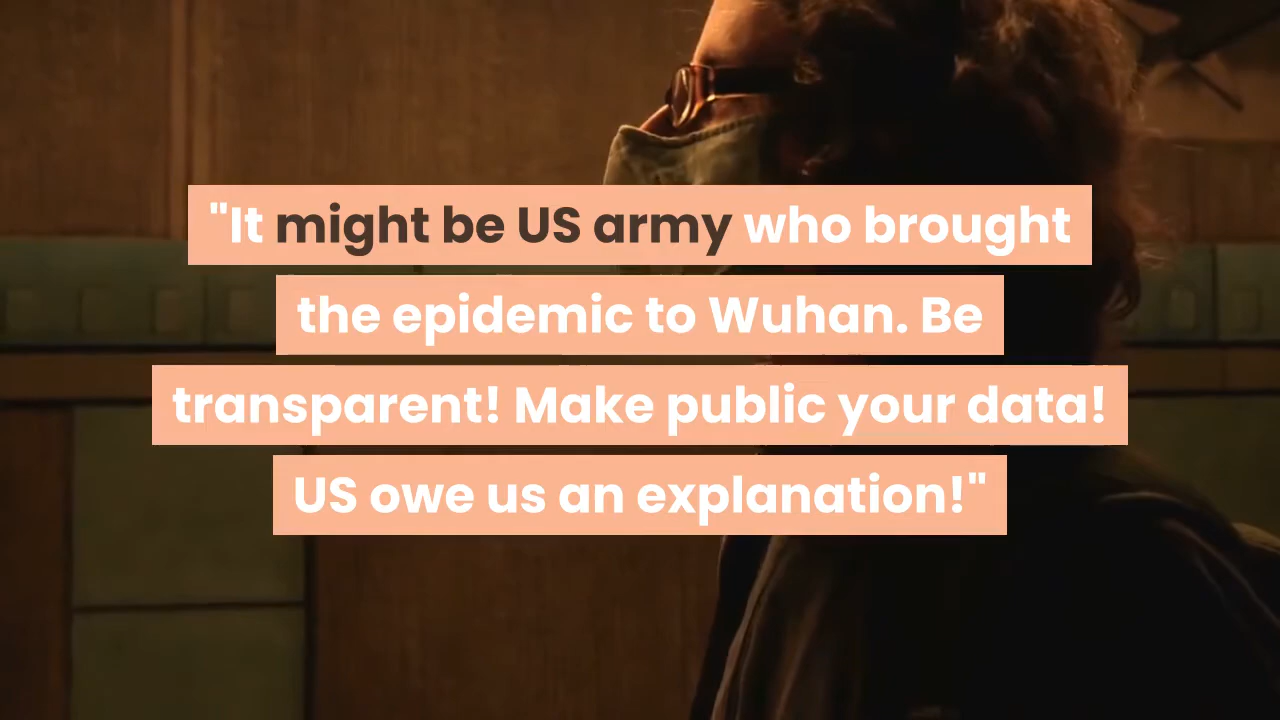 "It might be US army who brought
the epidemic to Wuhan. Be
transparent! Make public your data!
US owe us an explanation!"